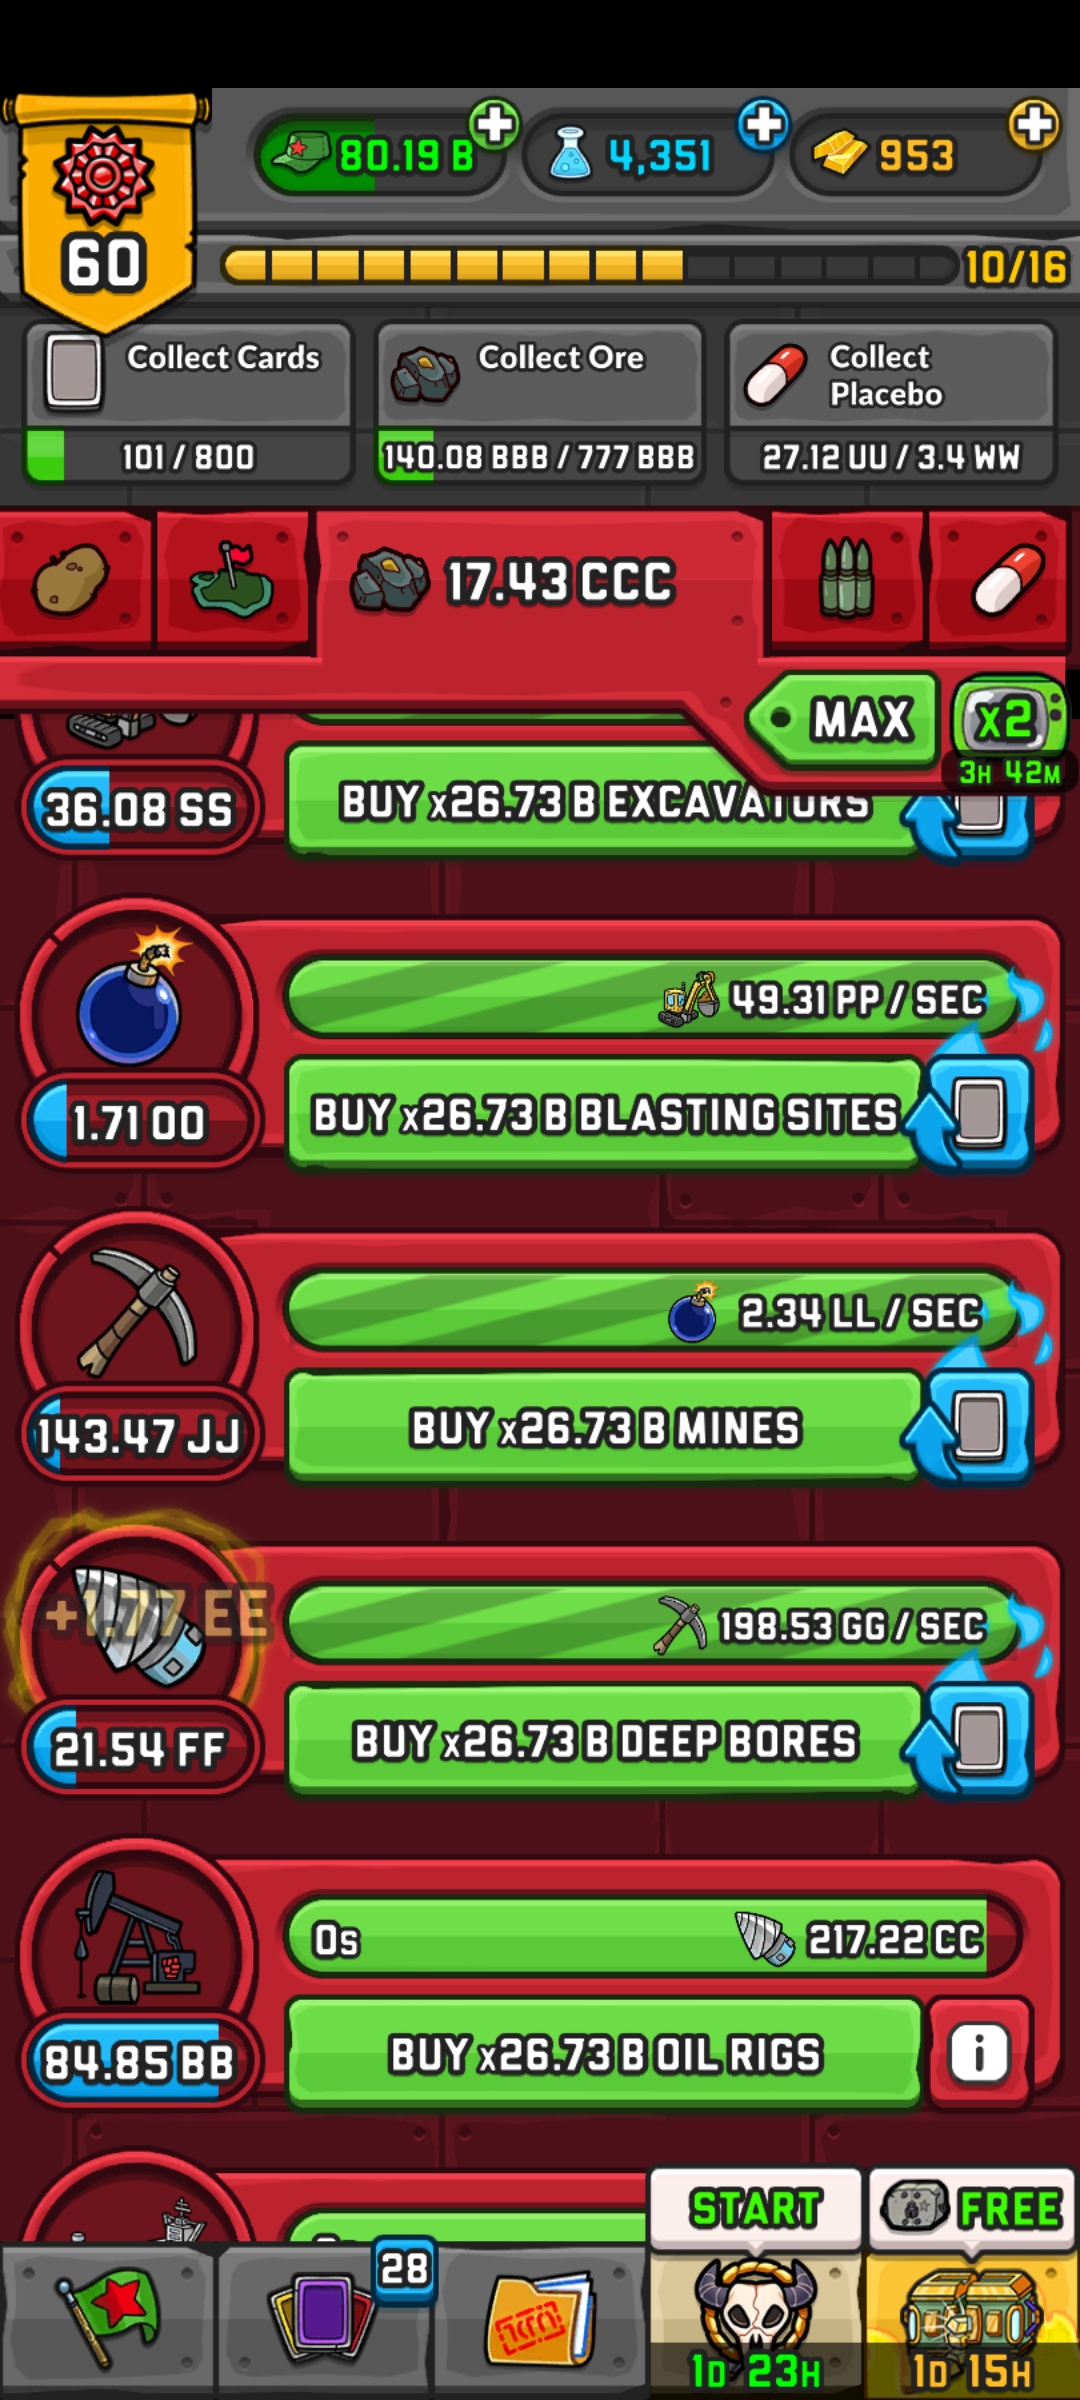 80.19 B
4,351
953
60
10/16
Collect Cards
101 / 800
Collect Ore
140.08 BBB / 777 BBB
Collect
Placebo
27.12 UU / 3.4 WW
17.43 CCC
MAX
x2
3H 42M
36.08 SS
BUY x26.73 B EXCAVATORS
49.31 PP / SEC
1.71 OO
BUY x26.73 B BLASTING SITES
2.34 LL / SEC
143.47 JJ
BUY x26.73 B MINES
+1.77 EE
198.53 GG / SEC
21.54 FF
BUY x26.73 B DEEP BORES
0s
217.22 CC
84.85 BB
BUY x26.73 B OIL RIGS
i
START
FREE
28
1D 23H
1D 15H